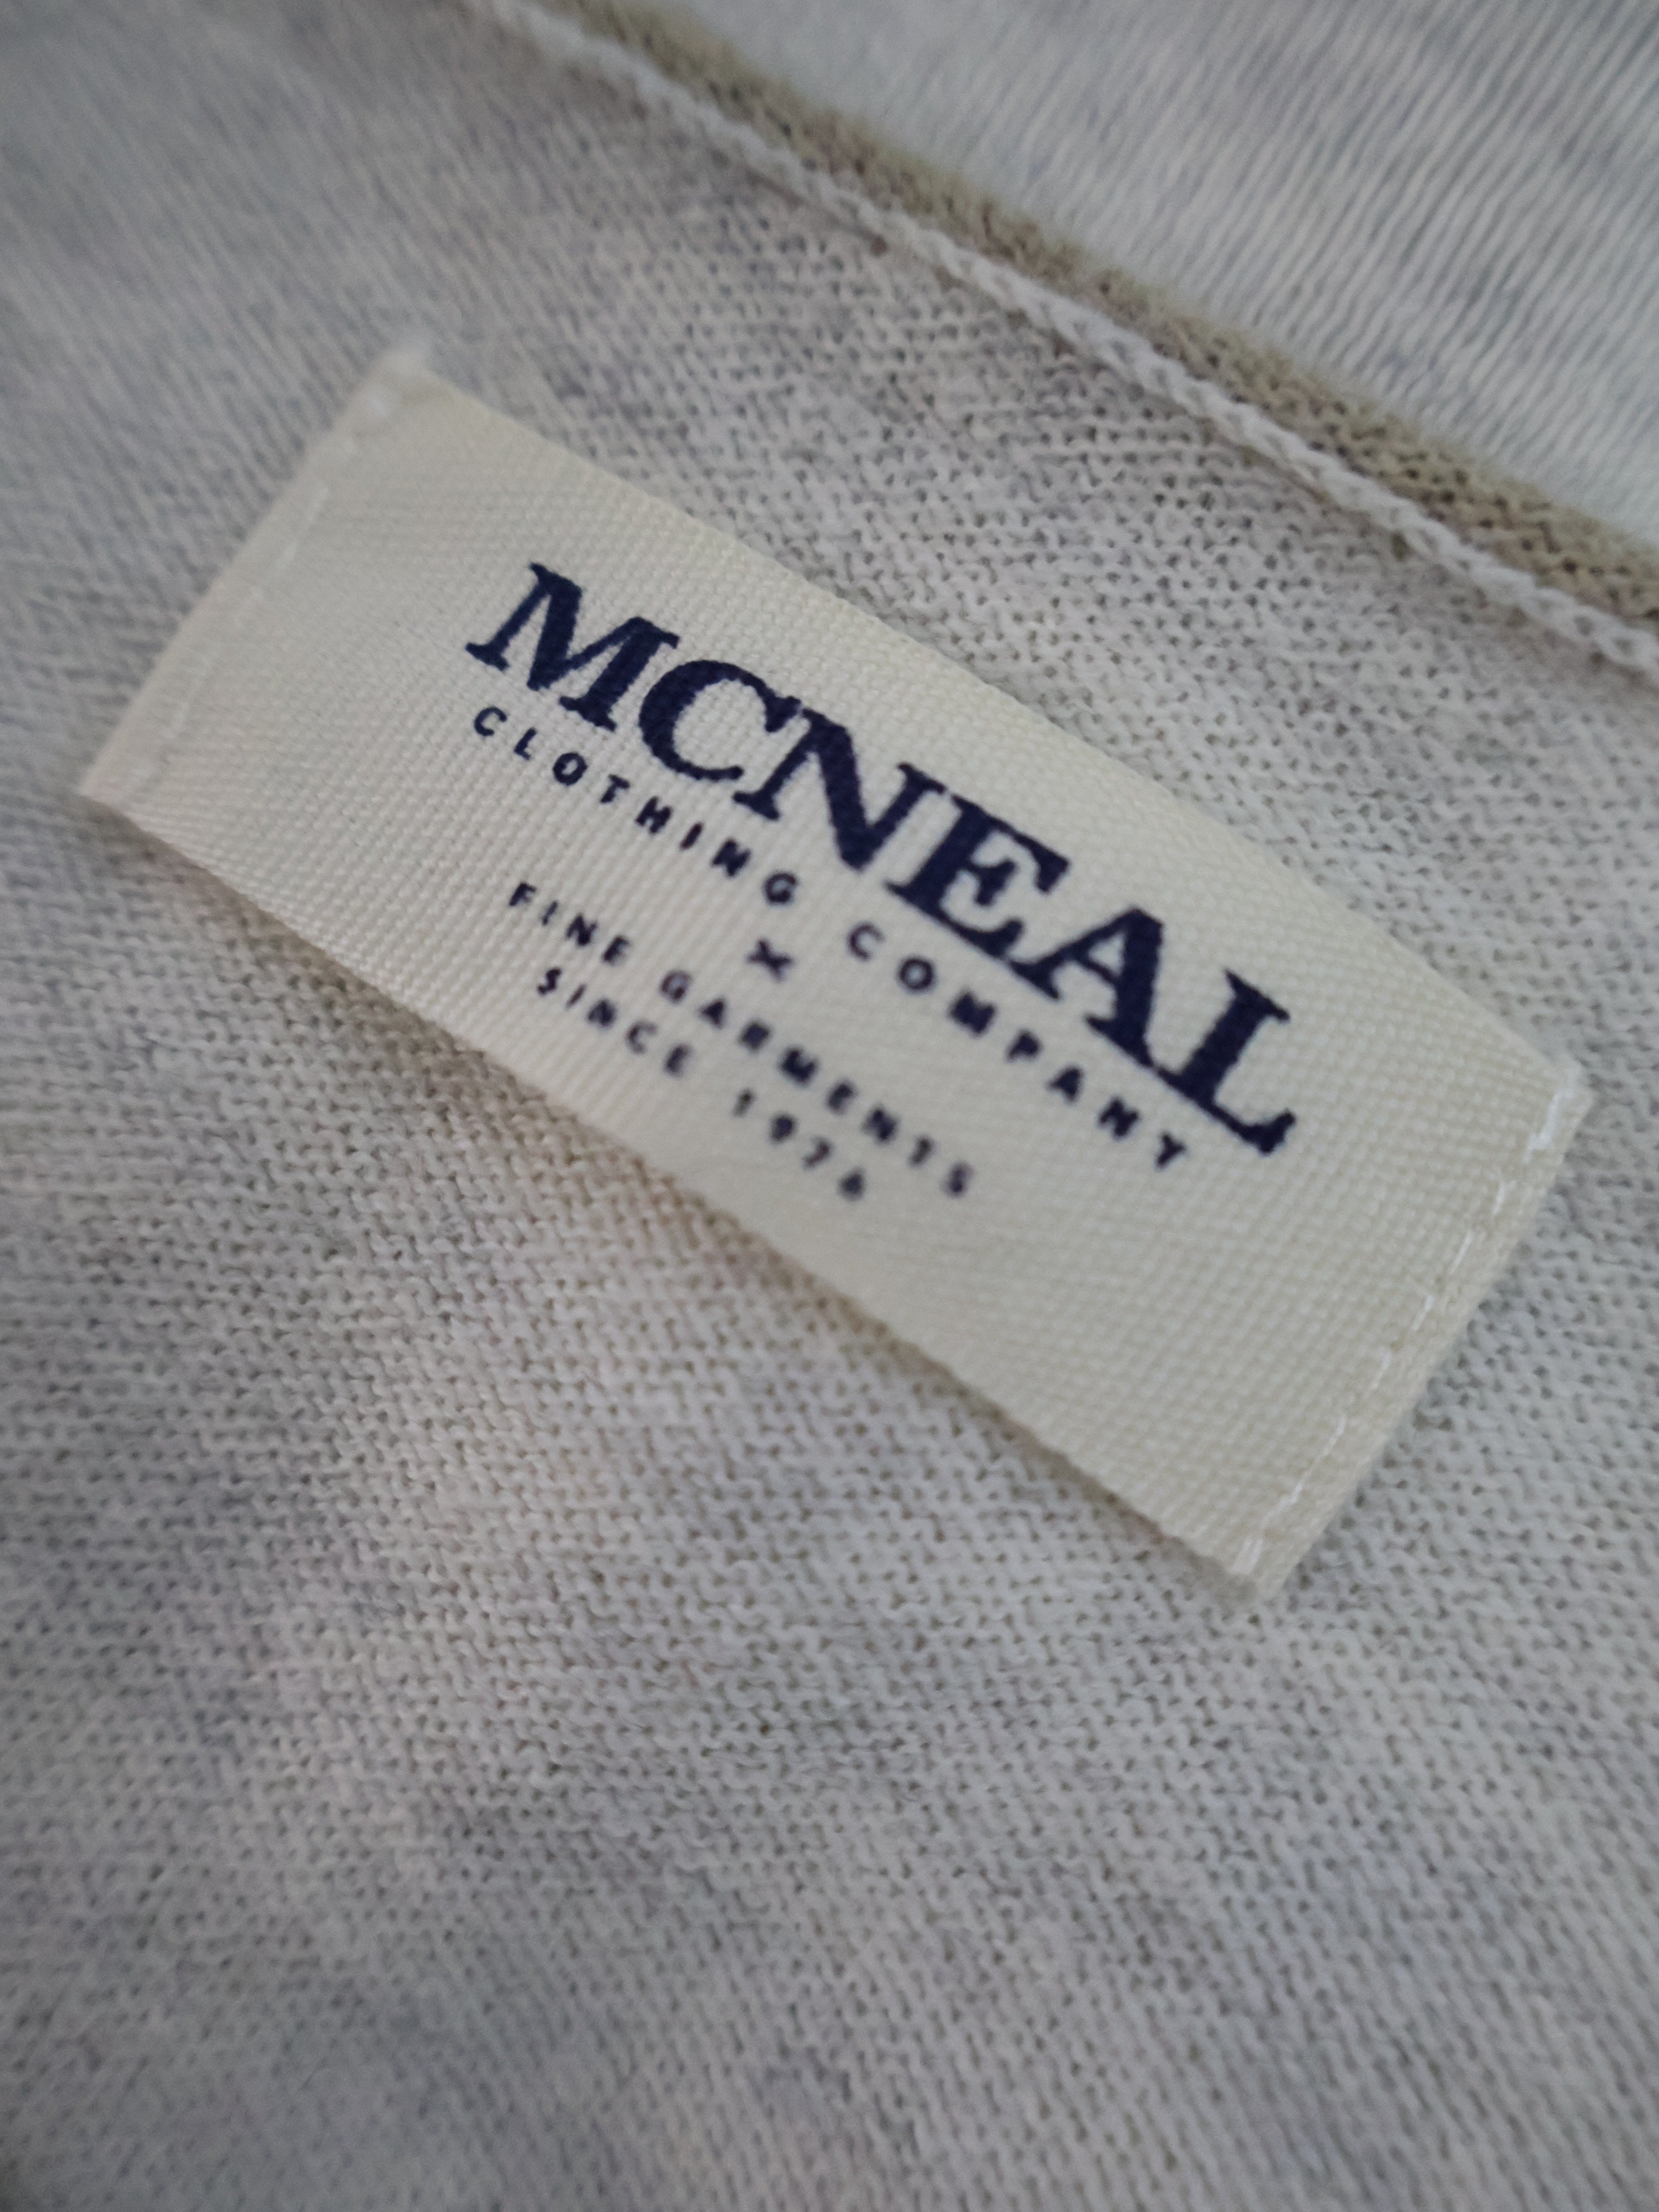 MCNEAL
CLOTHING COMPANY
X
FINE GARMENTS
SINCE 1976